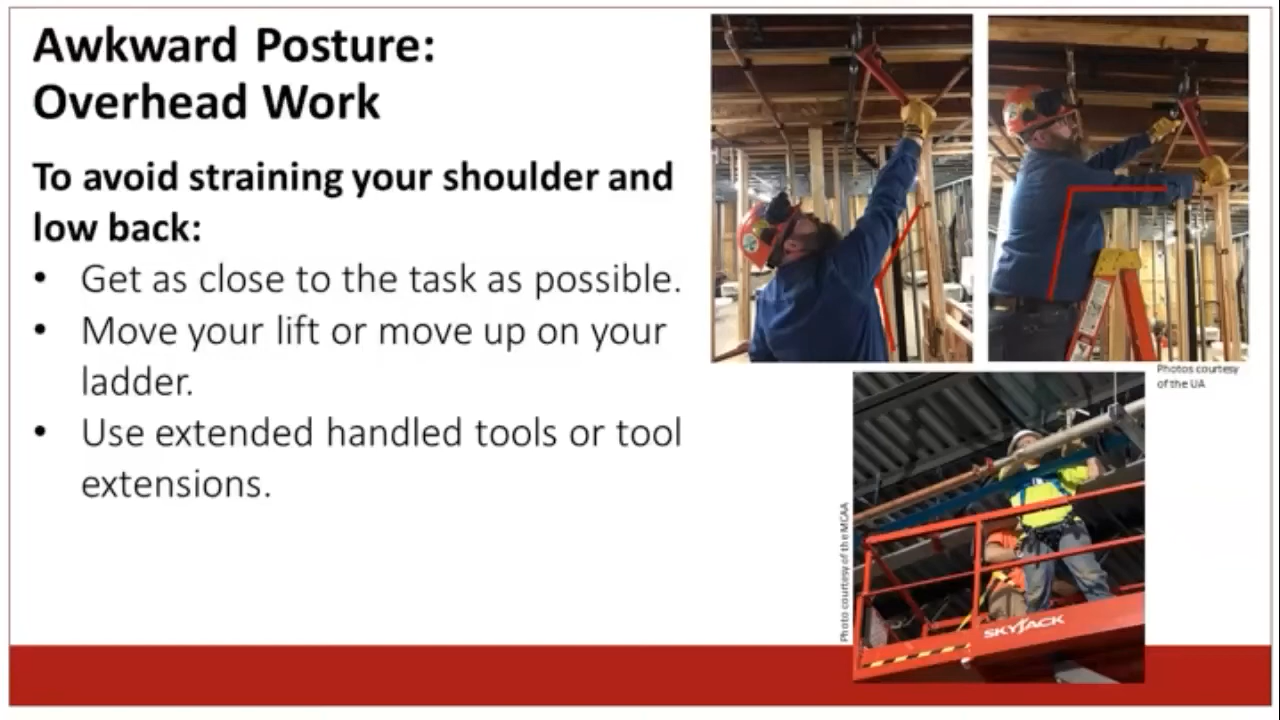 Awkward Posture:
Overhead Work
To avoid straining your shoulder and
low back:
• Get as close to the task as possible.
• Move your lift or move up on your
ladder.
• Use extended handled tools or tool
extensions.
Photos courtesy
of the UA
Photo courtesy of the MCAA
SKYJACK